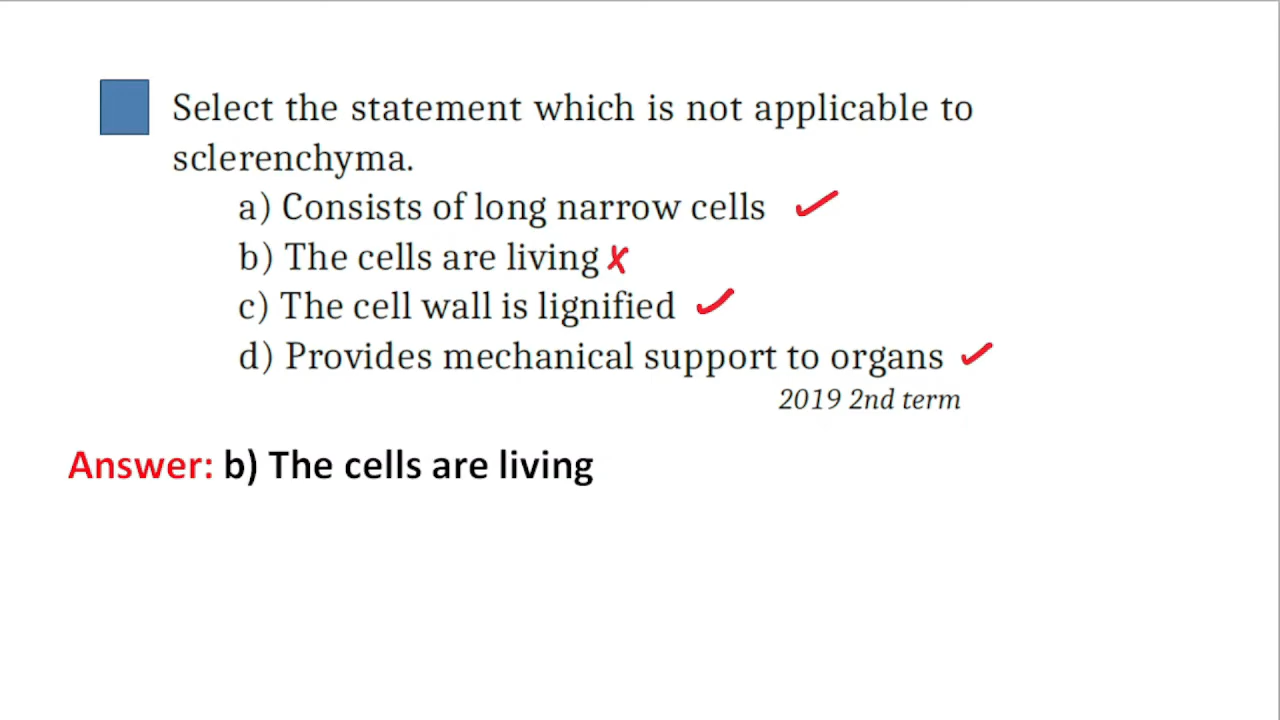 Select the statement which is not applicable to
sclerenchyma.
a) Consists of long narrow cells
b) The cells are living
c) The cell wall is lignified
d) Provides mechanical support to organs
2019 2nd term
Answer: b) The cells are living